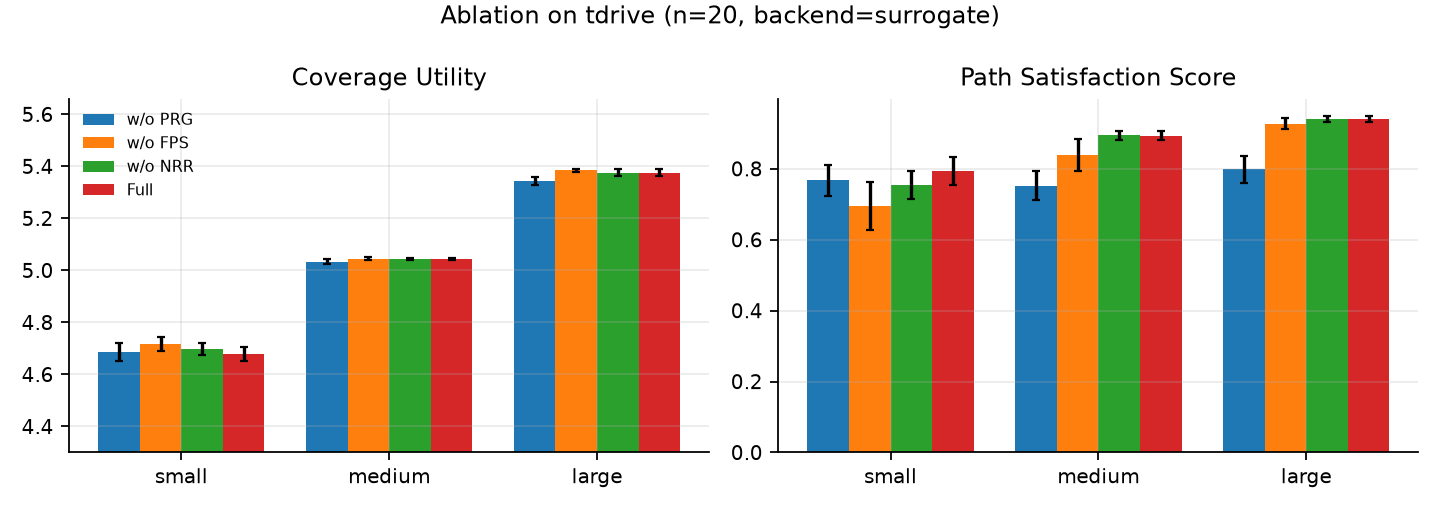 Ablation on tdrive (n=20, backend=surrogate)
Coverage Utility
5.6
5.4
5.2
5.0
4.8
4.6
4.4
w/o PRG
w/o FPS
w/o NRR
Full
small
medium
large
Path Satisfaction Score
0.8
0.6
0.4
0.2
0.0
small
medium
large